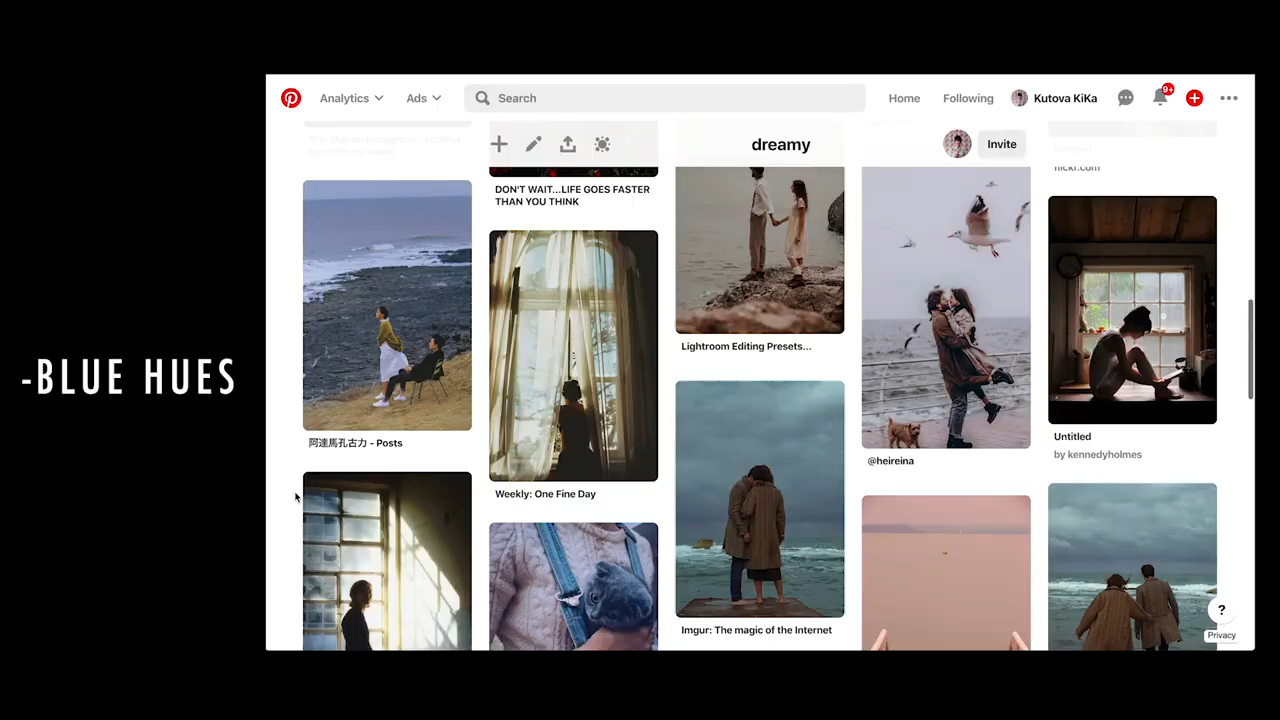 -BLUE HUES
Analytics
Ads
Search
Home
Following
Kutova KiKa
9+
dreamy
Invite
flickr.com
DON'T WAIT...LIFE GOES FASTER
THAN YOU THINK
Lightroom Editing Presets...
阿達馬孔古力 - Posts
Weekly: One Fine Day
@heireina
Untitled
by kennedyholmes
Imgur: The magic of the Internet
?
Privacy